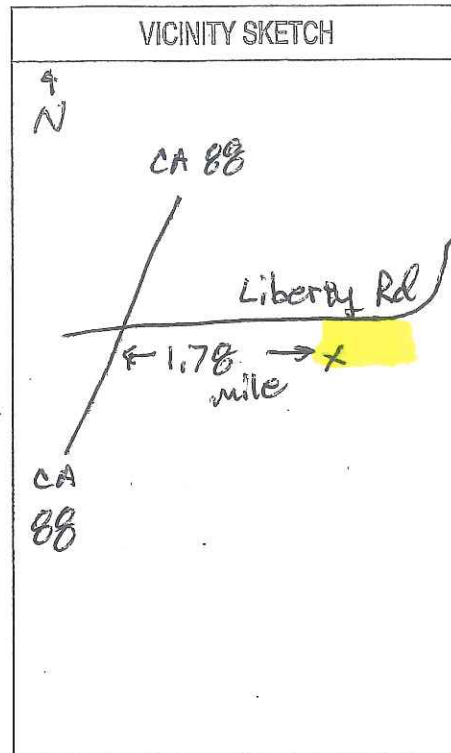 VICINITY SKETCH
N
CA 88
Liberty Rd
← 1.78 → X
mile
CA
88